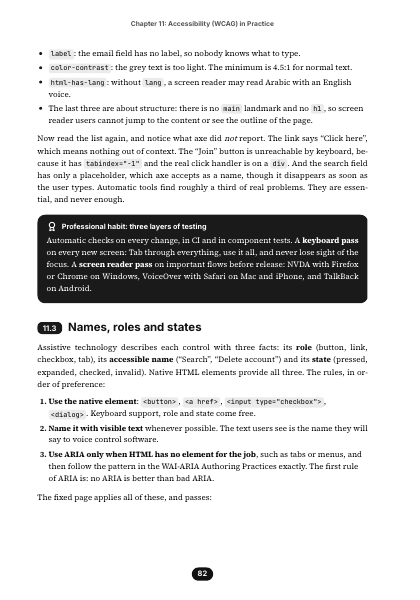 Chapter 11: Accessibility (WCAG) in Practice
• label: the email field has no label, so nobody knows what to type.
• color-contrast: the grey text is too light. The minimum is 4.5:1 for normal text.
• html-has-lang: without lang, a screen reader may read Arabic with an English
voice.
• The last three are about structure: there is no main landmark and no h1, so screen
reader users cannot jump to the content or see the outline of the page.
Now read the list again, and notice what axe did not report. The link says “Click here”,
which means nothing out of context. The “Join” button is unreachable by keyboard, be-
cause it has tabindex="-1" and the real click handler is on a div. And the search field
has only a placeholder, which axe accepts as a name, though it disappears as soon as
the user types. Automatic tools find roughly a third of real problems. They are essen-
tial, and never enough.
Professional habit: three layers of testing
Automatic checks on every change, in CI and in component tests. A keyboard pass
on every new screen: Tab through everything, use it all, and never lose sight of the
focus. A screen reader pass on important flows before release: NVDA with Firefox
or Chrome on Windows, VoiceOver with Safari on Mac and iPhone, and TalkBack
on Android.
11.3 Names, roles and states
Assistive technology describes each control with three facts: its role (button, link,
checkbox, tab), its accessible name (“Search”, “Delete account”) and its state (pressed,
expanded, checked, invalid). Native HTML elements provide all three. The rules, in or-
der of preference:
1. Use the native element: <button>, <a href>, <input type="checkbox">,
<dialog>. Keyboard support, role and state come free.
2. Name it with visible text whenever possible. The text users see is the name they will
say to voice control software.
3. Use ARIA only when HTML has no element for the job, such as tabs or menus, and
then follow the pattern in the WAI-ARIA Authoring Practices exactly. The first rule
of ARIA is: no ARIA is better than bad ARIA.
The fixed page applies all of these, and passes:
82